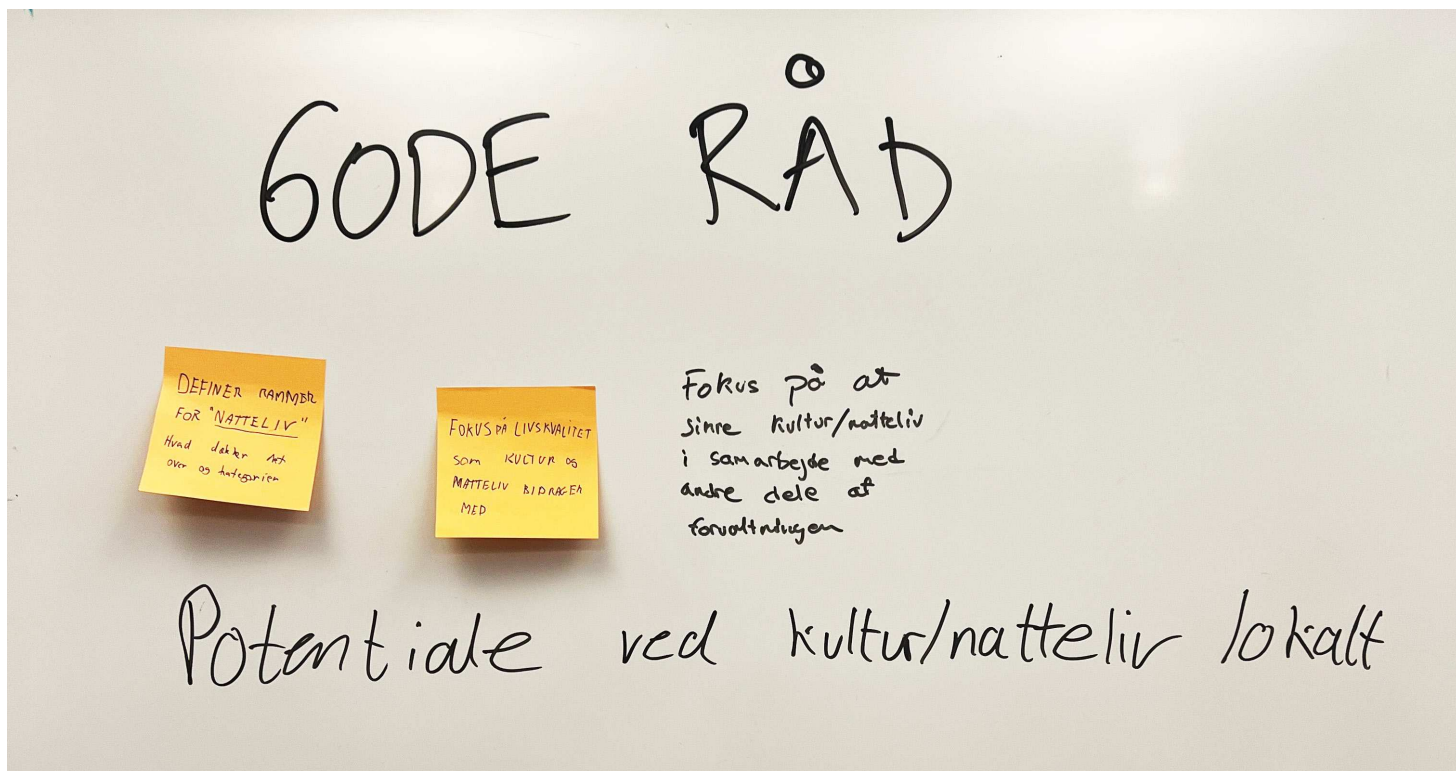 GODE RÅD
DEFINER RAMMER
FOR "NATTELIV"
Hvad dækker det
over og kategorier
FOKUS PÅ LIVSKVALITET
SOM KULTUR OG
NATTELIV BIDRAGER
MED
Fokus på at
sinre kultur/natteliv
i samarbejde med
andre dele af
forvaltningen
Potentiale ved kultur/natteliv lokalt